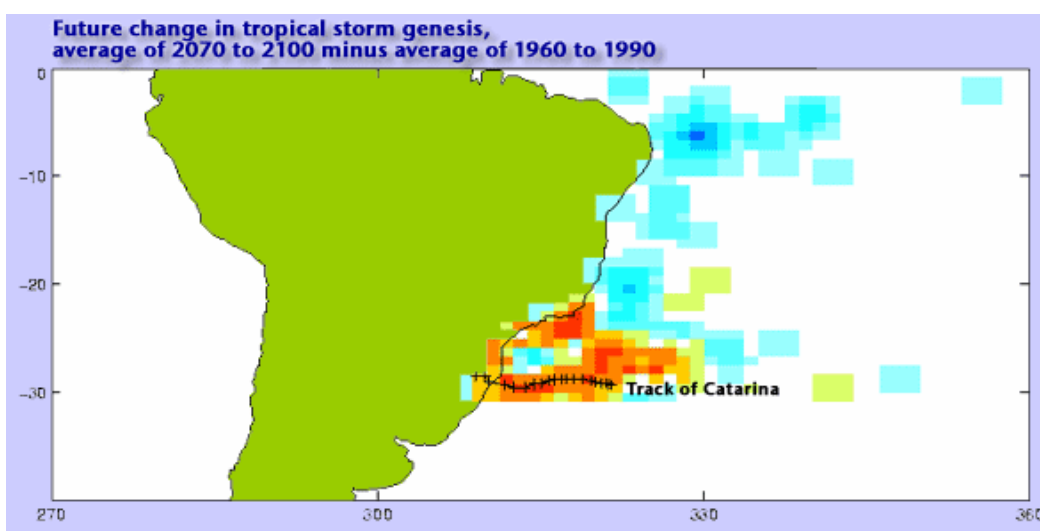 Future change in tropical storm genesis,
average of 2070 to 2100 minus average of 1960 to 1990
0
-10
-20
-30
Track of Catarina
270
300
330
360